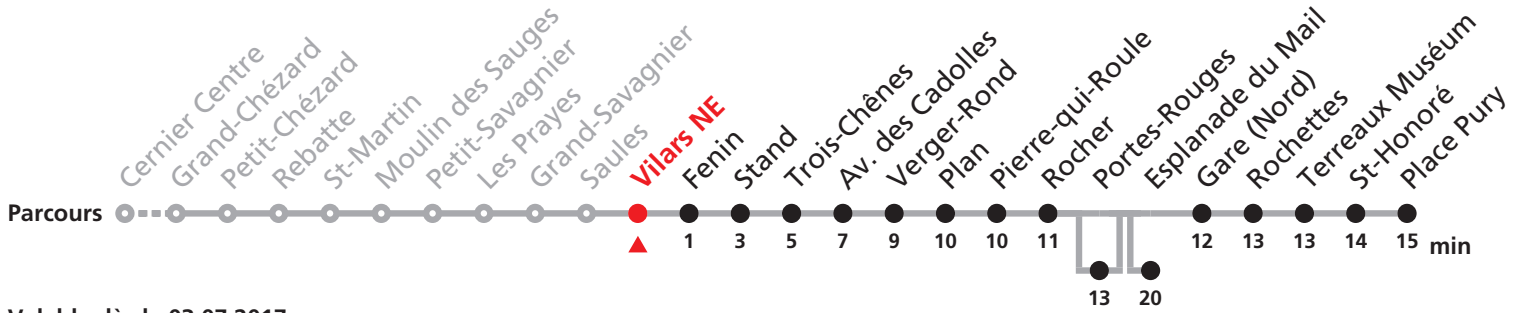 Cernier Centre
Grand-Chézard
Petit-Chézard
Rebatte
St-Martin
Moulin des Sauges
Petit-Savagnier
Les Prayes
Grand-Savagnier
Saules
Vilars NE
Fenin
Stand
Trois-Chênes
Av. des Cadolles
Verger-Rond
Plan
Pierre-qui-Roule
Rocher
Portes-Rouges
Esplanade du Mail
Gare (Nord)
Rochettes
Terreaux Muséum
St-Honoré
Place Pury
Parcours
1 3 5 7 9 10 10 11 12 13 13 14 15 min
13 20